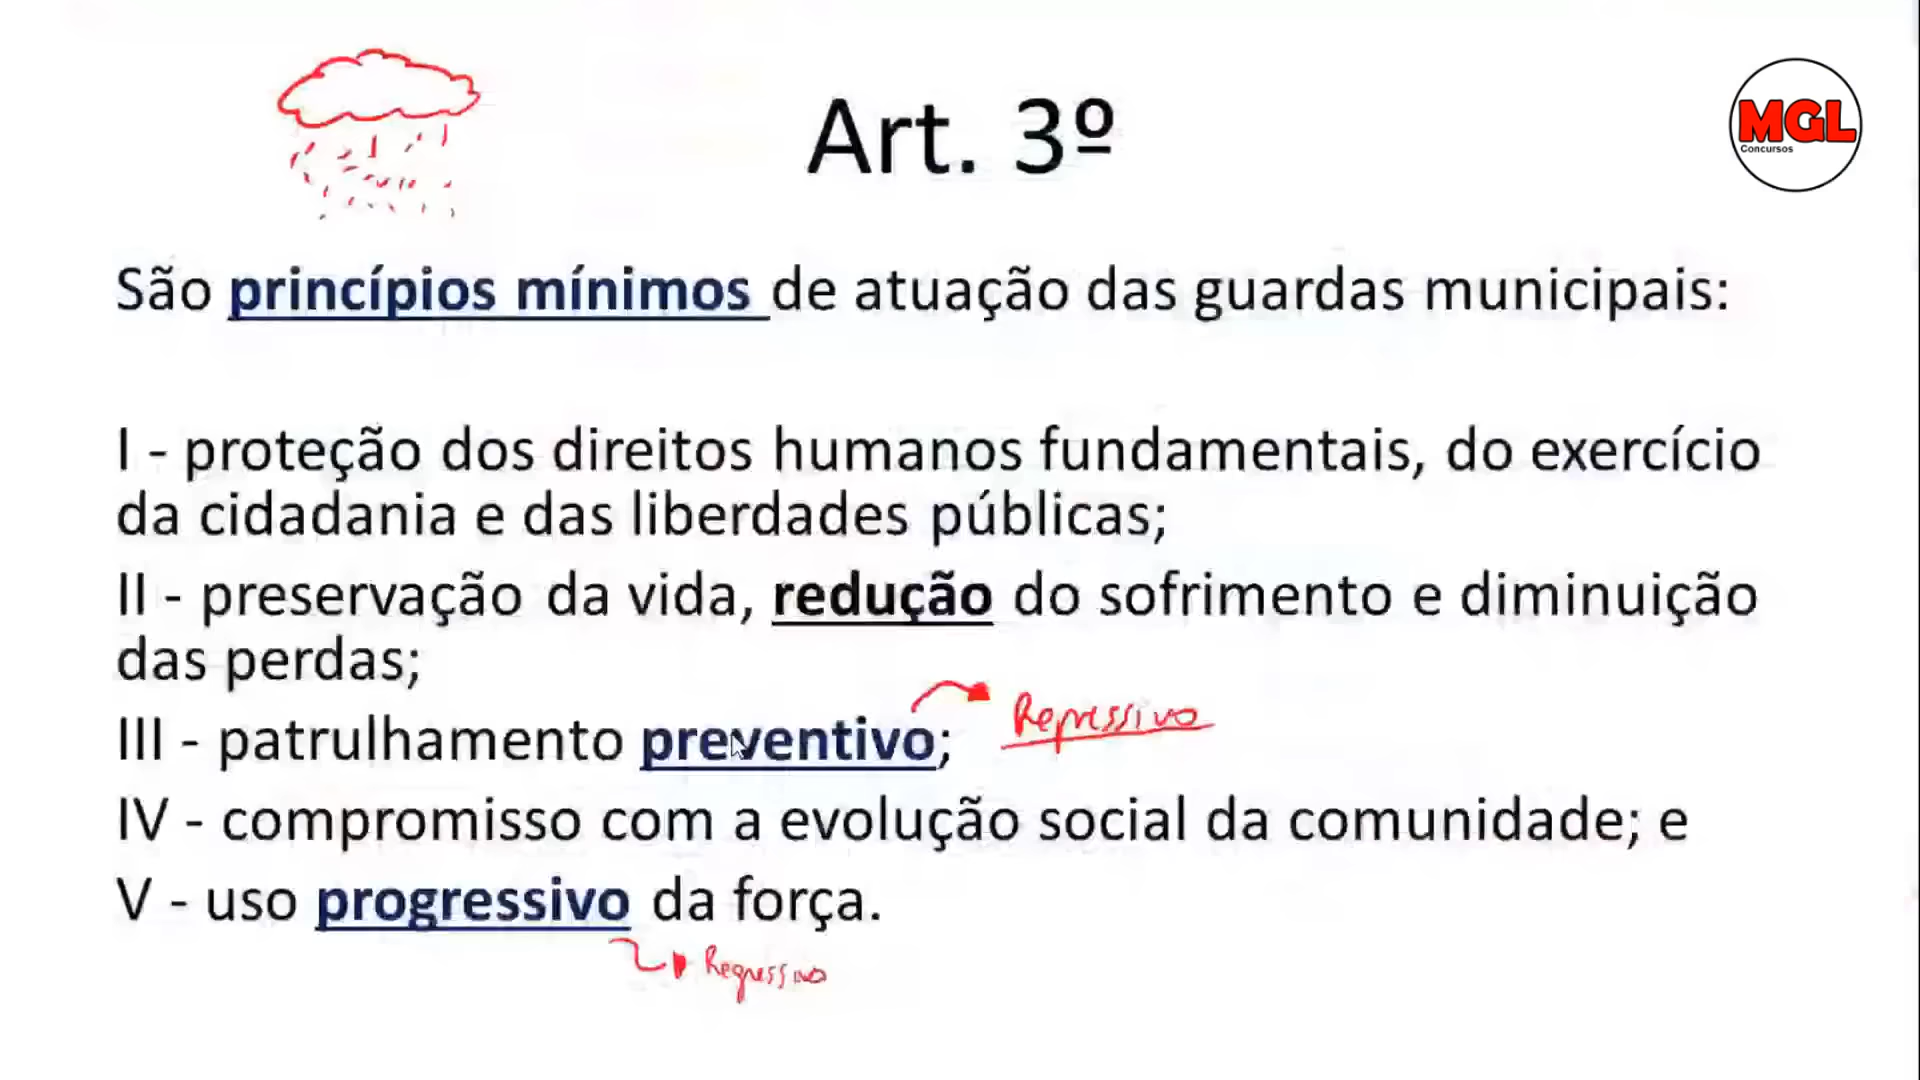 Art. 3º
MGL
Concursos
São princípios mínimos de atuação das guardas municipais:
I - proteção dos direitos humanos fundamentais, do exercício
da cidadania e das liberdades públicas;
II - preservação da vida, redução do sofrimento e diminuição
das perdas;
Repressivo
III - patrulhamento preventivo;
IV - compromisso com a evolução social da comunidade; e
V - uso progressivo da força.
Regressivo